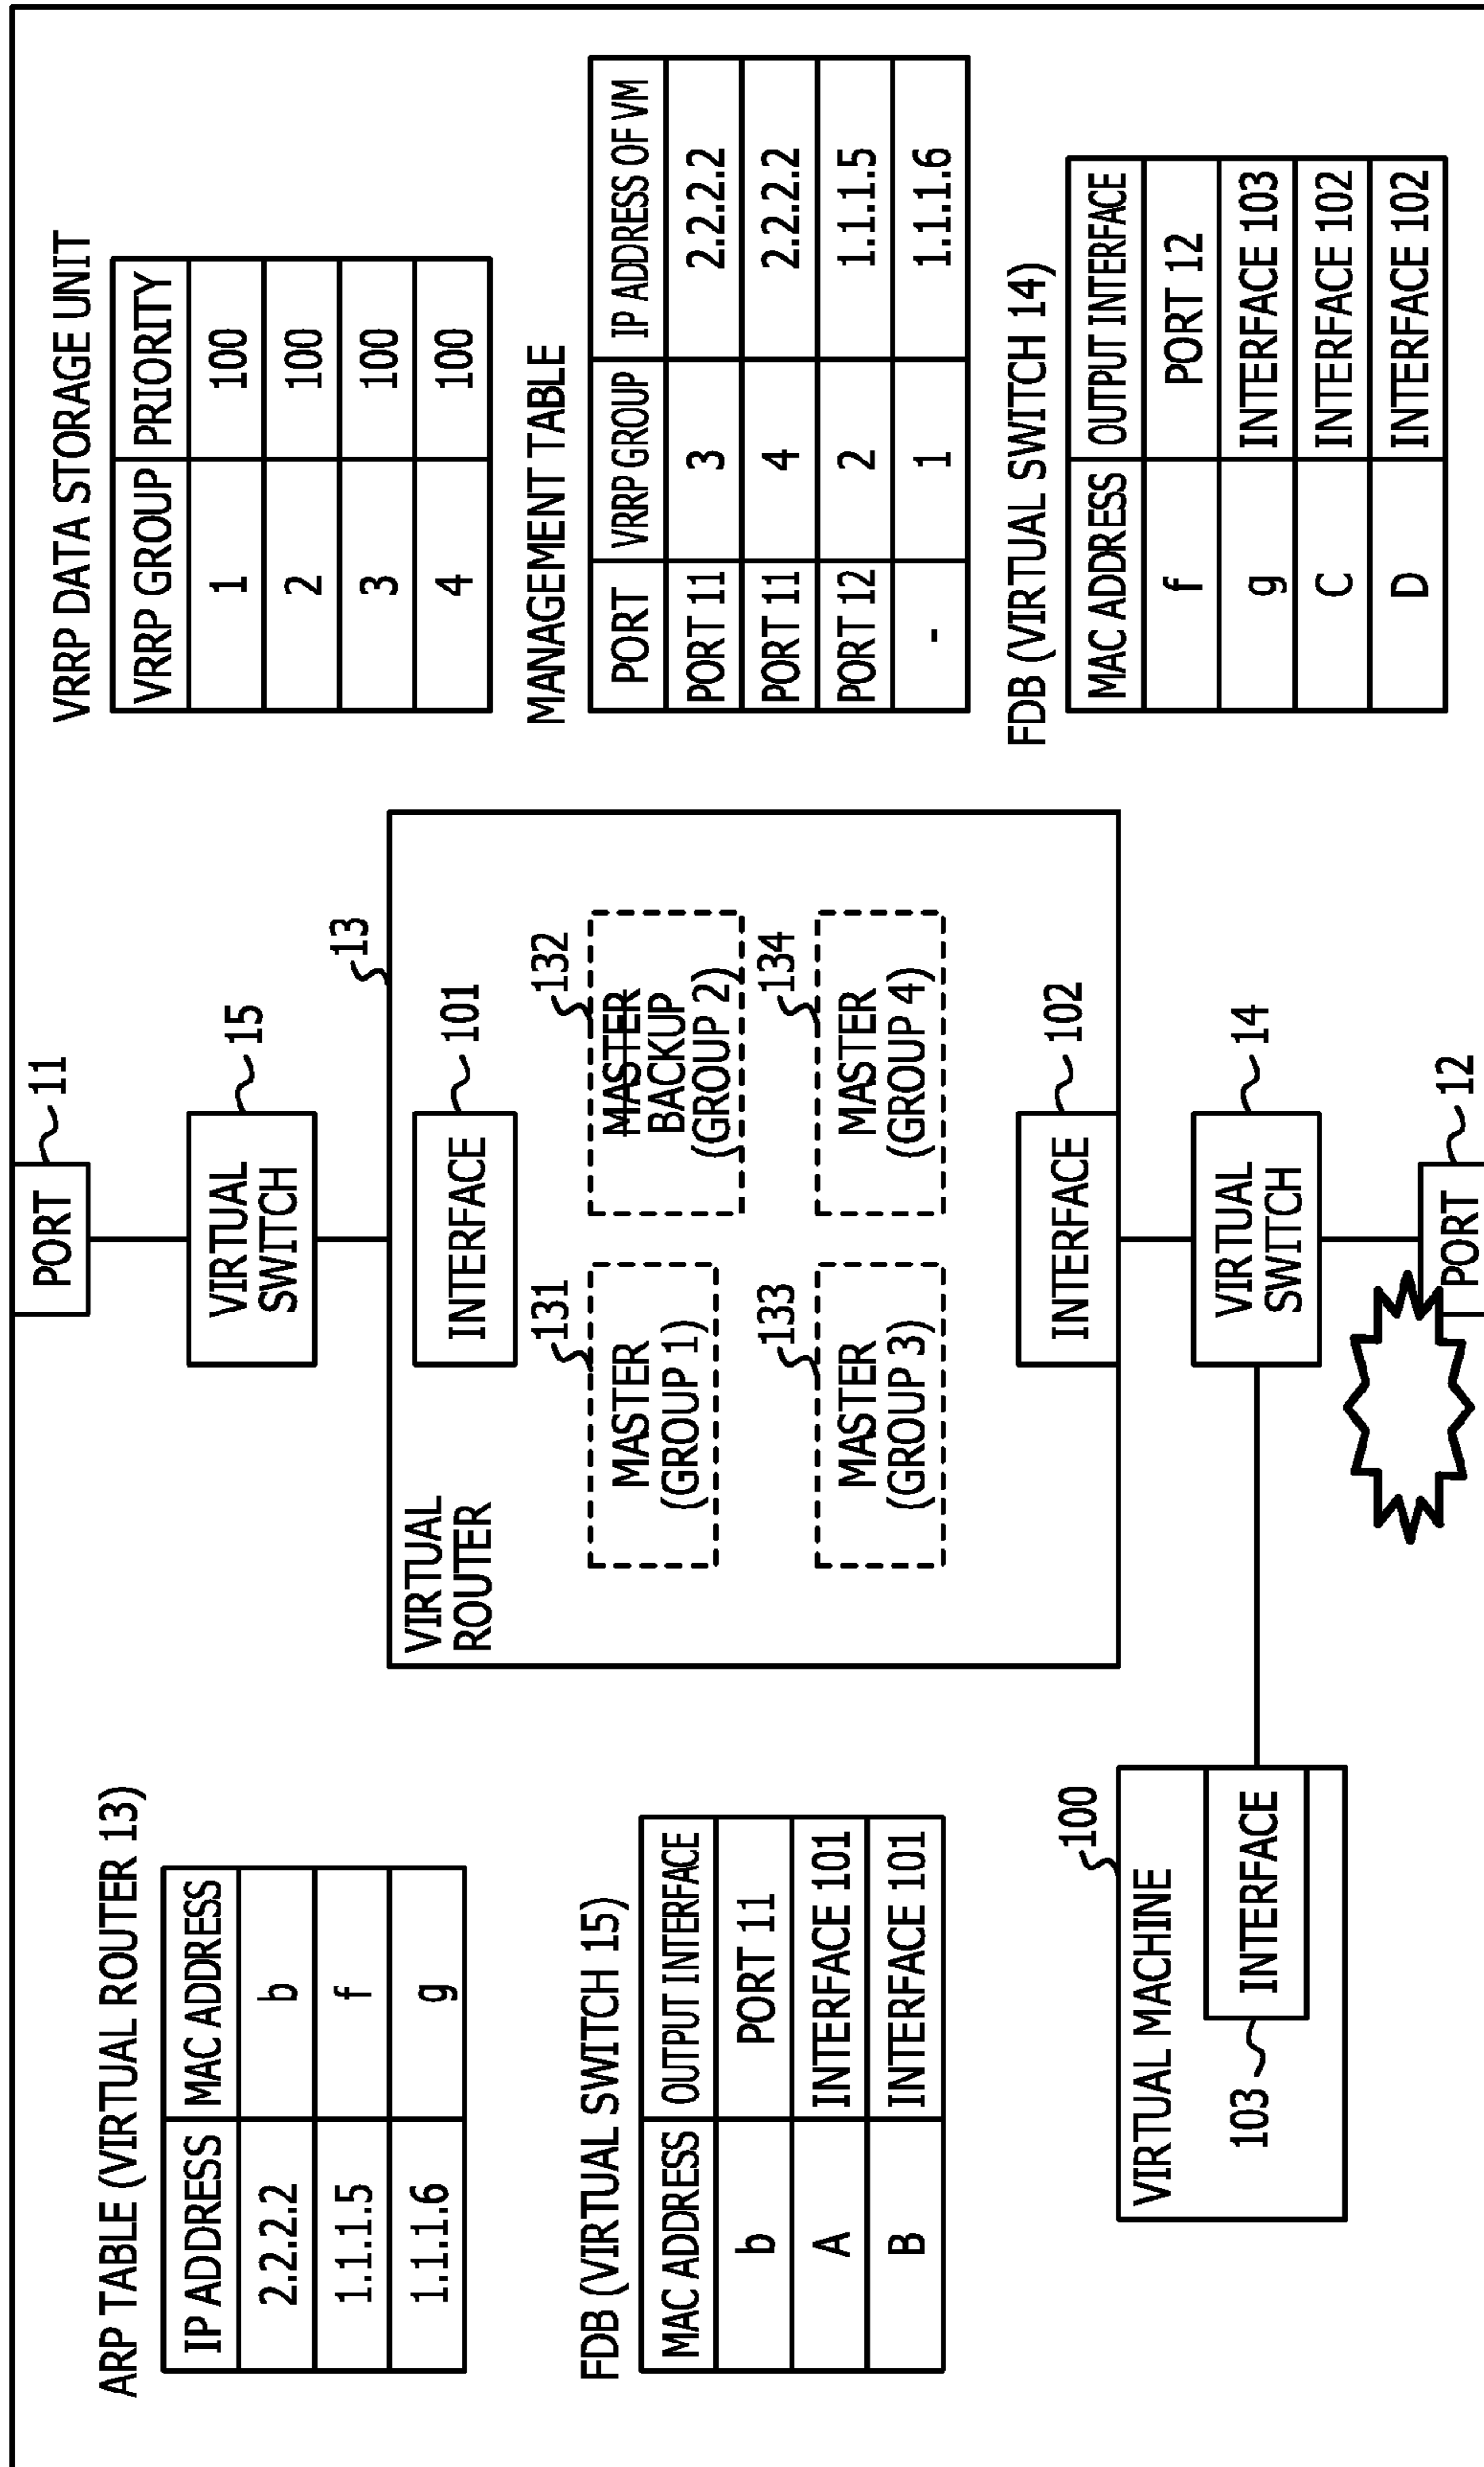 ARP TABLE (VIRTUAL ROUTER 13)
IP ADDRESS MAC ADDRESS
2.2.2.2 b
1.1.1.5 f
1.1.1.6 g
FDB (VIRTUAL SWITCH 15)
MAC ADDRESS OUTPUT INTERFACE
b PORT 11
A INTERFACE 101
B INTERFACE 101
100
VIRTUAL MACHINE
INTERFACE
103
PORT
11
VIRTUAL
SWITCH
15
13
VIRTUAL
ROUTER
INTERFACE
101
131
MASTER
(GROUP 1)
132
MASTER
BACKUP
(GROUP 2)
133
MASTER
(GROUP 3)
134
MASTER
(GROUP 4)
INTERFACE
102
VIRTUAL
SWITCH
14
PORT
12
VRRP DATA STORAGE UNIT
VRRP GROUP PRIORITY
1 100
2 100
3 100
4 100
MANAGEMENT TABLE
PORT VRRP GROUP IP ADDRESS OF VM
PORT 11 3 2.2.2.2
PORT 11 4 2.2.2.2
PORT 12 2 1.1.1.5
- 1 1.1.1.6
FDB (VIRTUAL SWITCH 14)
MAC ADDRESS OUTPUT INTERFACE
f PORT 12
g INTERFACE 103
C INTERFACE 102
D INTERFACE 102